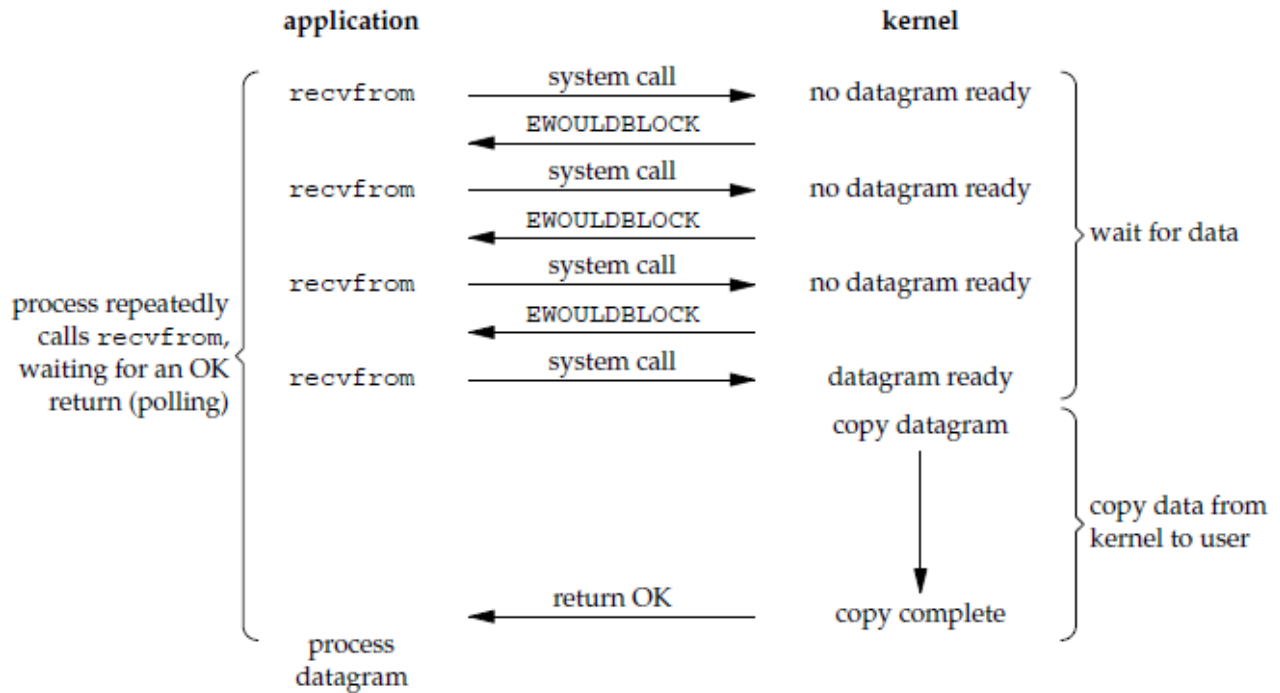 application
kernel
recvfrom
system call
no datagram ready
EWOULDBLOCK
recvfrom
system call
no datagram ready
EWOULDBLOCK
wait for data
recvfrom
system call
no datagram ready
process repeatedly
calls recvfrom,
waiting for an OK
return (polling)
EWOULDBLOCK
recvfrom
system call
datagram ready
copy datagram
copy data from
kernel to user
return OK
copy complete
process
datagram